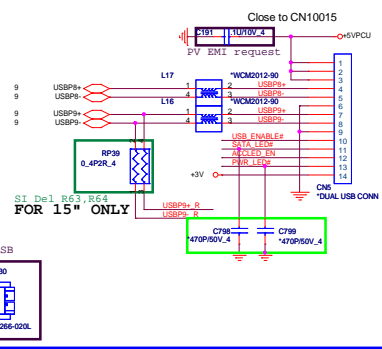 Close to CN10015
C191 .1U/10V_4
+5VPCU
PV EMI request
L17 *WCM2012-90
9 USBP8+ 1 2 USBP8+
9 USBP8- 4 3 USBP8-
L16 *WCM2012-90
9 USBP9+ 1 2 USBP9+
9 USBP9- 4 3 USBP9-
USB_ENABLE#
SATA_LED#
ACCLED_EN
PWR_LED#
1
2
3
4
5
6
7
8
9
10
11
12
13
14
RP39
0_4P2R_4
+3V
CN5
*DUAL USB CONN
SI Del R63,R64
FOR 15" ONLY
USBP9+_R
USBP9-_R
C798
*470P/50V_4
C799
*470P/50V_4
SB
30
266-020L